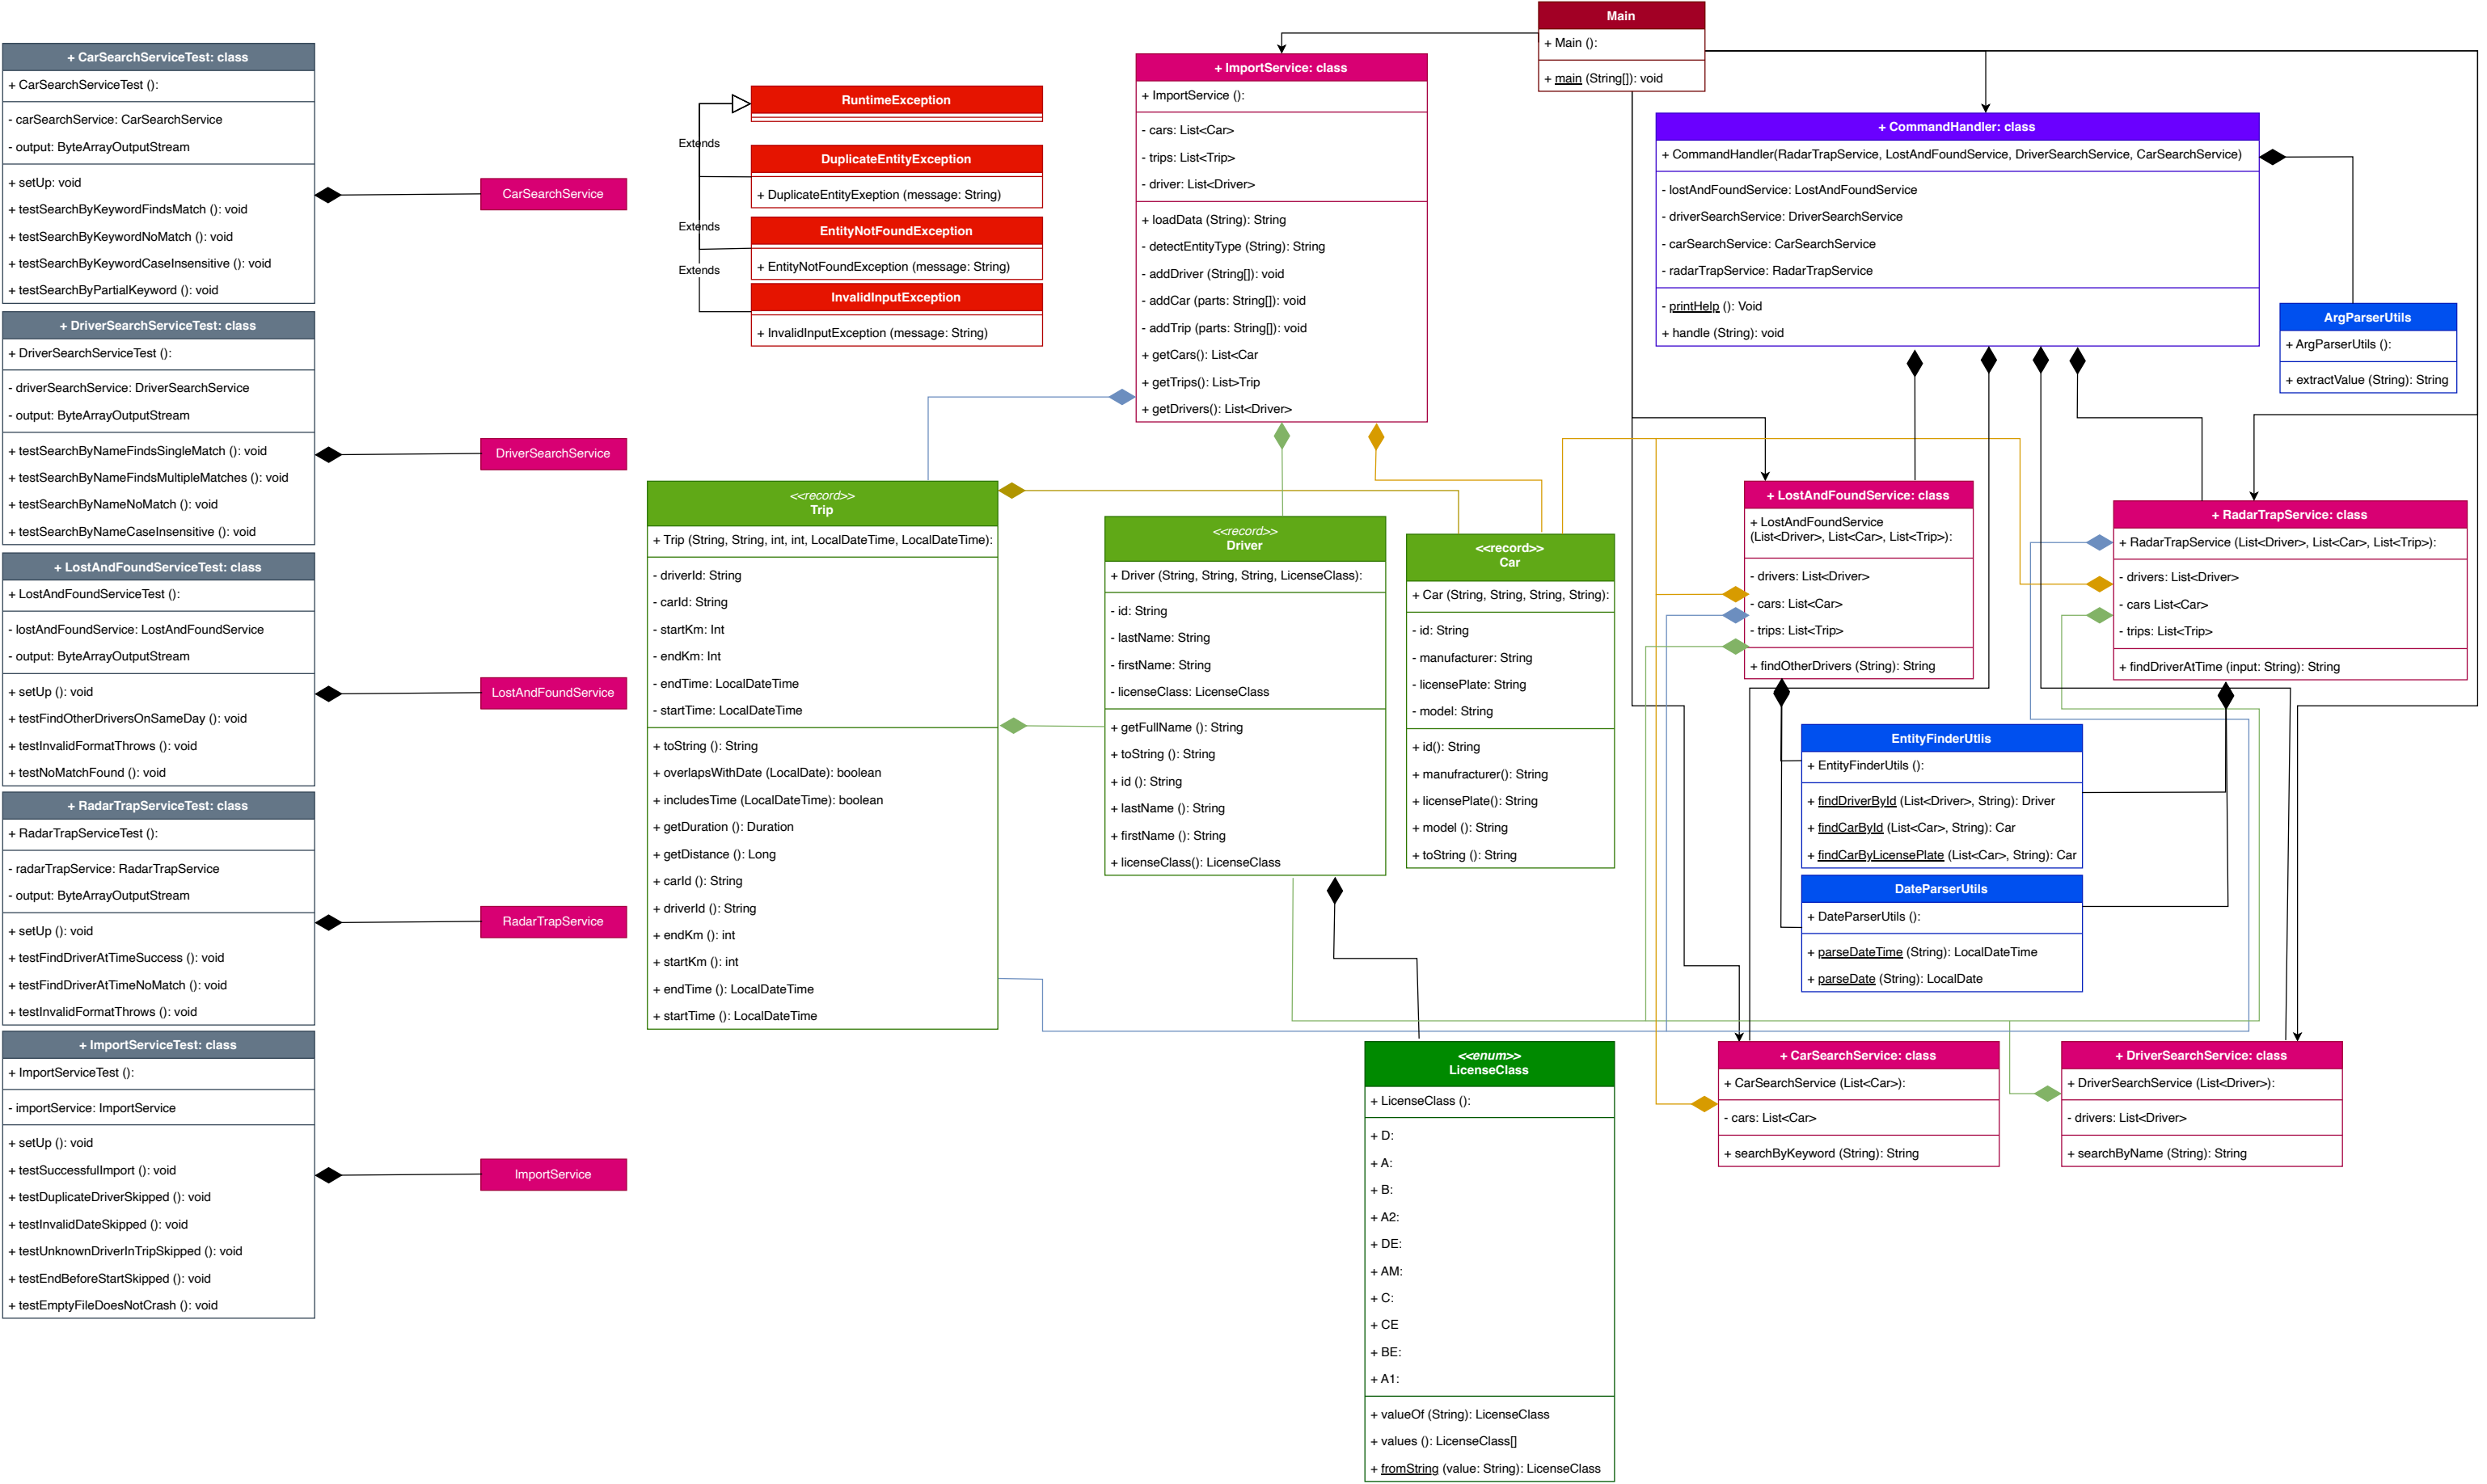 + CarSearchServiceTest: class
+ CarSearchServiceTest ():
- carSearchService: CarSearchService
- output: ByteArrayOutputStream
+ setUp: void
+ testSearchByKeywordFindsMatch (): void
+ testSearchByKeywordNoMatch (): void
+ testSearchByKeywordCaseInsensitive (): void
+ testSearchByPartialKeyword (): void
CarSearchService
+ DriverSearchServiceTest: class
+ DriverSearchServiceTest ():
- driverSearchService: DriverSearchService
- output: ByteArrayOutputStream
+ testSearchByNameFindsSingleMatch (): void
+ testSearchByNameFindsMultipleMatches (): void
+ testSearchByNameNoMatch (): void
+ testSearchByNameCaseInsensitive (): void
DriverSearchService
+ LostAndFoundServiceTest: class
+ LostAndFoundServiceTest ():
- lostAndFoundService: LostAndFoundService
- output: ByteArrayOutputStream
+ setUp (): void
+ testFindOtherDriversOnSameDay (): void
+ testInvalidFormatThrows (): void
+ testNoMatchFound (): void
LostAndFoundService
+ RadarTrapServiceTest: class
+ RadarTrapServiceTest ():
- radarTrapService: RadarTrapService
- output: ByteArrayOutputStream
+ setUp (): void
+ testFindDriverAtTimeSuccess (): void
+ testFindDriverAtTimeNoMatch (): void
+ testInvalidFormatThrows (): void
RadarTrapService
+ ImportServiceTest: class
+ ImportServiceTest ():
- importService: ImportService
+ setUp (): void
+ testSuccessfulImport (): void
+ testDuplicateDriverSkipped (): void
+ testInvalidDateSkipped (): void
+ testUnknownDriverInTripSkipped (): void
+ testEndBeforeStartSkipped (): void
+ testEmptyFileDoesNotCrash (): void
ImportService
RuntimeException
Extends
DuplicateEntityException
+ DuplicateEntityExeption (message: String)
Extends
EntityNotFoundException
+ EntityNotFoundException (message: String)
Extends
InvalidInputException
+ InvalidInputException (message: String)
+ ImportService: class
+ ImportService ():
- cars: List<Car>
- trips: List<Trip>
- driver: List<Driver>
+ loadData (String): String
- detectEntityType (String): String
- addDriver (String[]): void
- addCar (parts: String[]): void
- addTrip (parts: String[]): void
+ getCars(): List<Car
+ getTrips(): List>Trip
+ getDrivers(): List<Driver>
Main
+ Main ():
+ main (String[]): void
+ CommandHandler: class
+ CommandHandler(RadarTrapService, LostAndFoundService, DriverSearchService, CarSearchService)
- lostAndFoundService: LostAndFoundService
- driverSearchService: DriverSearchService
- carSearchService: CarSearchService
- radarTrapService: RadarTrapService
- printHelp (): Void
+ handle (String): void
ArgParserUtils
+ ArgParserUtils ():
+ extractValue (String): String
<<record>>
Trip
+ Trip (String, String, int, int, LocalDateTime, LocalDateTime):
- driverId: String
- carId: String
- startKm: Int
- endKm: Int
- endTime: LocalDateTime
- startTime: LocalDateTime
+ toString (): String
+ overlapsWithDate (LocalDate): boolean
+ includesTime (LocalDateTime): boolean
+ getDuration (): Duration
+ getDistance (): Long
+ carId (): String
+ driverId (): String
+ endKm (): int
+ startKm (): int
+ endTime (): LocalDateTime
+ startTime (): LocalDateTime
<<record>>
Driver
+ Driver (String, String, String, LicenseClass):
- id: String
- lastName: String
- firstName: String
- licenseClass: LicenseClass
+ getFullName (): String
+ toString (): String
+ id (): String
+ lastName (): String
+ firstName (): String
+ licenseClass(): LicenseClass
<<record>>
Car
+ Car (String, String, String, String):
- id: String
- manufacturer: String
- licensePlate: String
- model: String
+ id(): String
+ manufracturer(): String
+ licensePlate(): String
+ model (): String
+ toString (): String
+ LostAndFoundService: class
+ LostAndFoundService
(List<Driver>, List<Car>, List<Trip>):
- drivers: List<Driver>
- cars: List<Car>
- trips: List<Trip>
+ findOtherDrivers (String): String
+ RadarTrapService: class
+ RadarTrapService (List<Driver>, List<Car>, List<Trip>):
- drivers: List<Driver>
- cars List<Car>
- trips: List<Trip>
+ findDriverAtTime (input: String): String
EntityFinderUtlis
+ EntityFinderUtils ():
+ findDriverById (List<Driver>, String): Driver
+ findCarById (List<Car>, String): Car
+ findCarByLicensePlate (List<Car>, String): Car
DateParserUtils
+ DateParserUtils ():
+ parseDateTime (String): LocalDateTime
+ parseDate (String): LocalDate
<<enum>>
LicenseClass
+ LicenseClass ():
+ D:
+ A:
+ B:
+ A2:
+ DE:
+ AM:
+ C:
+ CE
+ BE:
+ A1:
+ valueOf (String): LicenseClass
+ values (): LicenseClass[]
+ fromString (value: String): LicenseClass
+ CarSearchService: class
+ CarSearchService (List<Car>):
- cars: List<Car>
+ searchByKeyword (String): String
+ DriverSearchService: class
+ DriverSearchService (List<Driver>):
- drivers: List<Driver>
+ searchByName (String): String